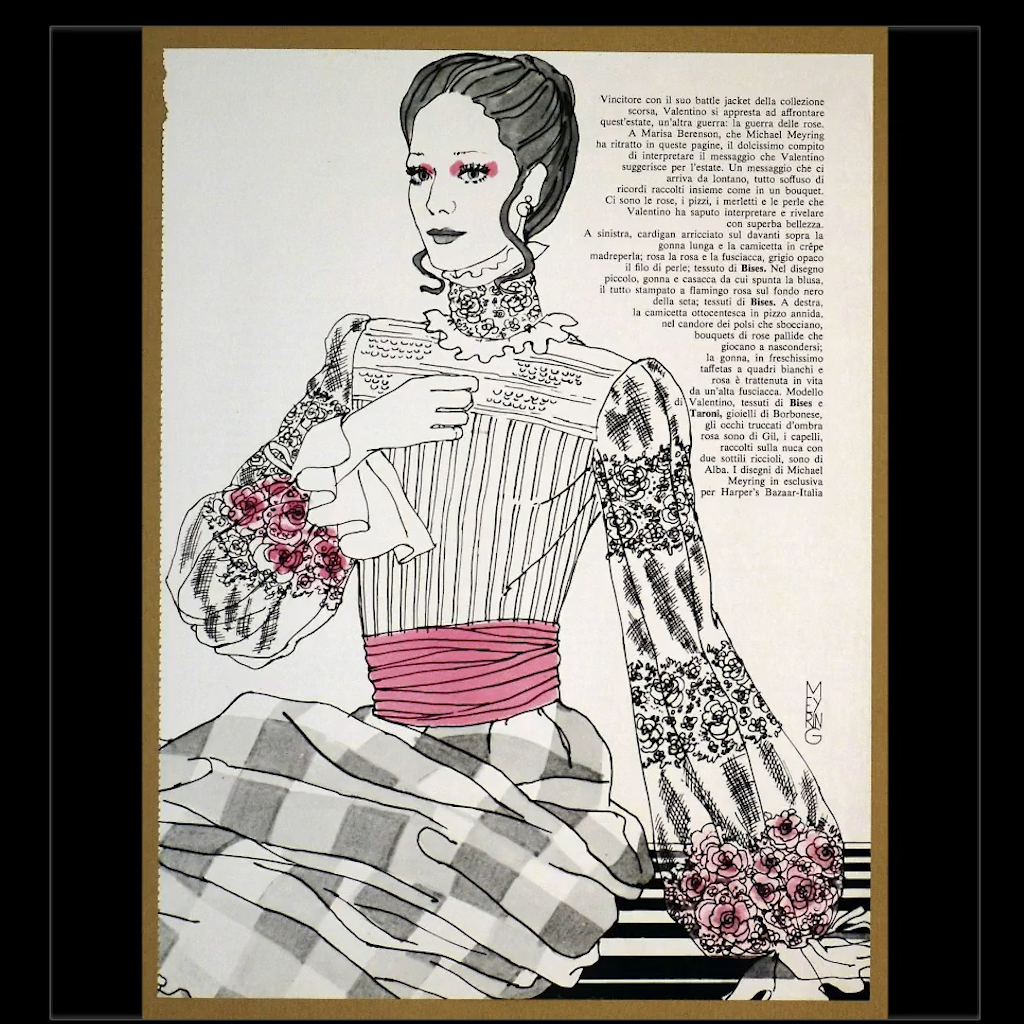 Vincitore con il suo battle jacket della collezione
scorsa, Valentino si appresta ad affrontare
quest'estate, un'altra guerra: la guerra delle rose.
A Marisa Berenson, che Michael Meyring
ha ritratto in queste pagine, il dolcissimo compito
di interpretare il messaggio che Valentino
suggerisce per l'estate. Un messaggio che ci
arriva da lontano, tutto soffuso di
ricordi raccolti insieme come in un bouquet.
Ci sono le rose, i pizzi, i merletti e le perle che
Valentino ha saputo interpretare e rivelare
con superba bellezza.
A sinistra, cardigan arricciato sul davanti sopra la
gonna lunga e la camicetta in crêpe
madreperla; rosa la rosa e la fusciacca, grigio opaco
il filo di perle; tessuto di Bises. Nel disegno
piccolo, gonna e casacca da cui spunta la blusa,
il tutto stampato a flamingo rosa sul fondo nero
della seta; tessuti di Bises. A destra,
la camicetta ottocentesca in pizzo annida,
nel candore dei polsi che sbocciano,
bouquets di rose pallide che
giocano a nascondersi;
la gonna, in freschissimo
taffetas a quadri bianchi e
rosa è trattenuta in vita
da un'alta fusciacca. Modello
di Valentino, tessuti di Bises e
Taroni, gioielli di Borbonese,
gli occhi truccati d'ombra
rosa sono di Gil, i capelli,
raccolti sulla nuca con
due sottili riccioli, sono di
Alba. I disegni di Michael
Meyring in esclusiva
per Harper's Bazaar-Italia
MEYRING